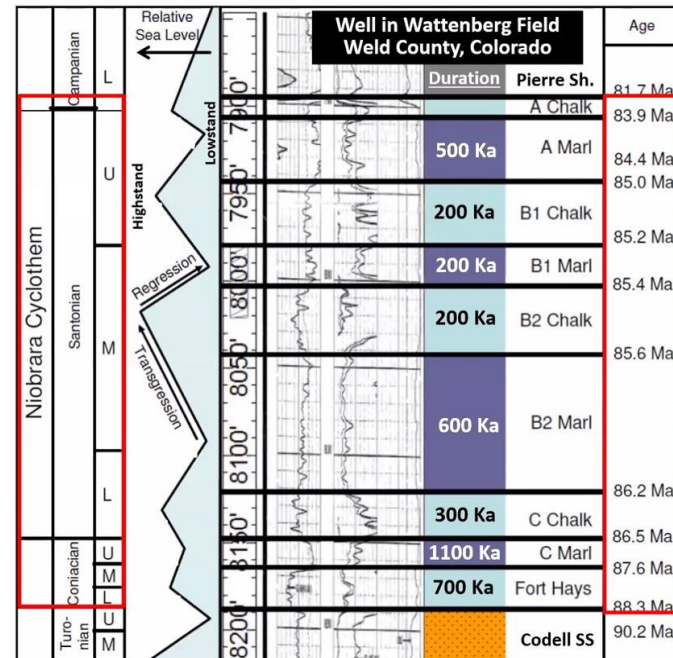 Relative
Sea Level
Well in Wattenberg Field
Weld County, Colorado
Age
Campanian
L
Duration
Pierre Sh.
81.7 Ma
7900'
A Chalk
83.9 Ma
Niobrara Cyclothem
Santonian
U
Highstand
Lowstand
500 Ka
A Marl
84.4 Ma
85.0 Ma
7950'
200 Ka
B1 Chalk
85.2 Ma
Regression
8000'
200 Ka
B1 Marl
85.4 Ma
M
Transgression
200 Ka
B2 Chalk
8050'
85.6 Ma
600 Ka
B2 Marl
8100'
86.2 Ma
L
300 Ka
C Chalk
8150'
86.5 Ma
Coniacian
U
1100 Ka
C Marl
87.6 Ma
M
700 Ka
Fort Hays
L
88.3 Ma
Turo-
nian
U
8200'
90.2 Ma
M
Codell SS